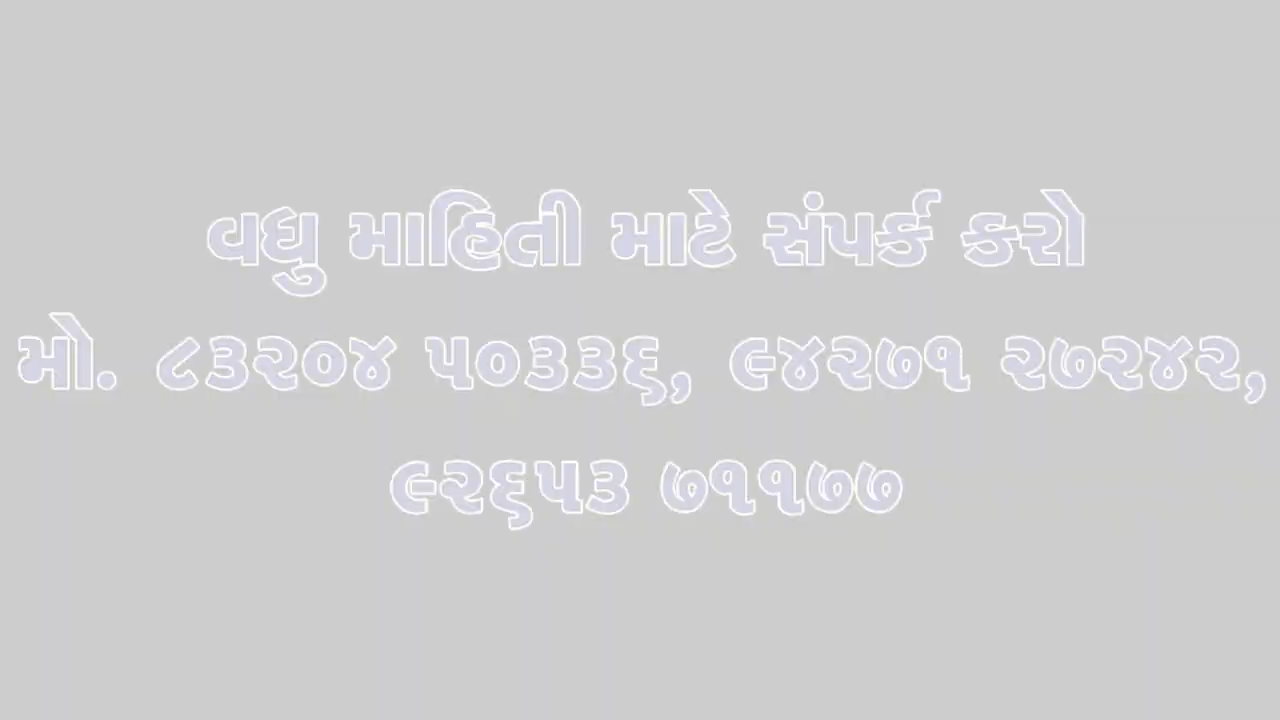 વધુ માહિતી માટે સંપર્ક કરો
મો. ૮૩૨૦૪ ૫૦૩૩૬, ૯૪૨૭૧ ૨૭૨૪૨,
૯૨૬૫૩ ૭૧૧૭૭